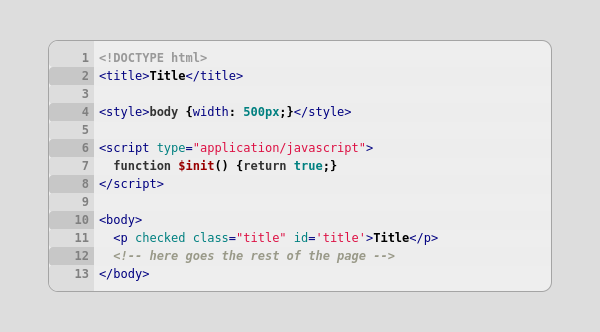 1 <!DOCTYPE html>
2 <title>Title</title>
3
4 <style>body {width: 500px;}</style>
5
6 <script type="application/javascript">
7   function $init() {return true;}
8 </script>
9
10 <body>
11   <p checked class="title" id='title'>Title</p>
12   <!-- here goes the rest of the page -->
13 </body>